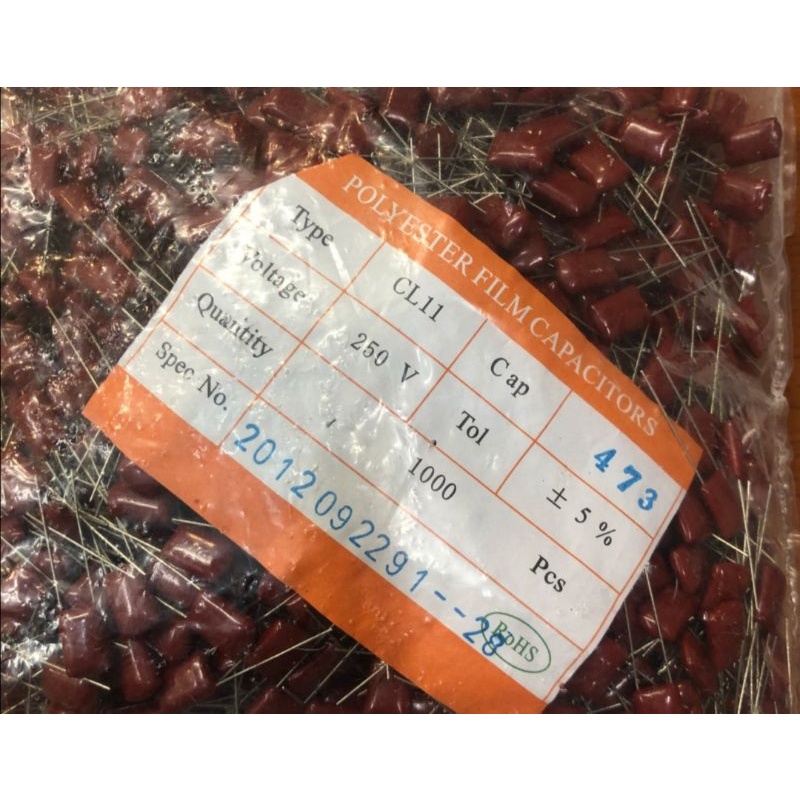 POLYESTER FILM CAPACITORS
Type CL11 Cap 473
Voltage 250 V Tol ± 5%
Quantity 1000 Pcs
Spec No. 2012092291--28
RoHS